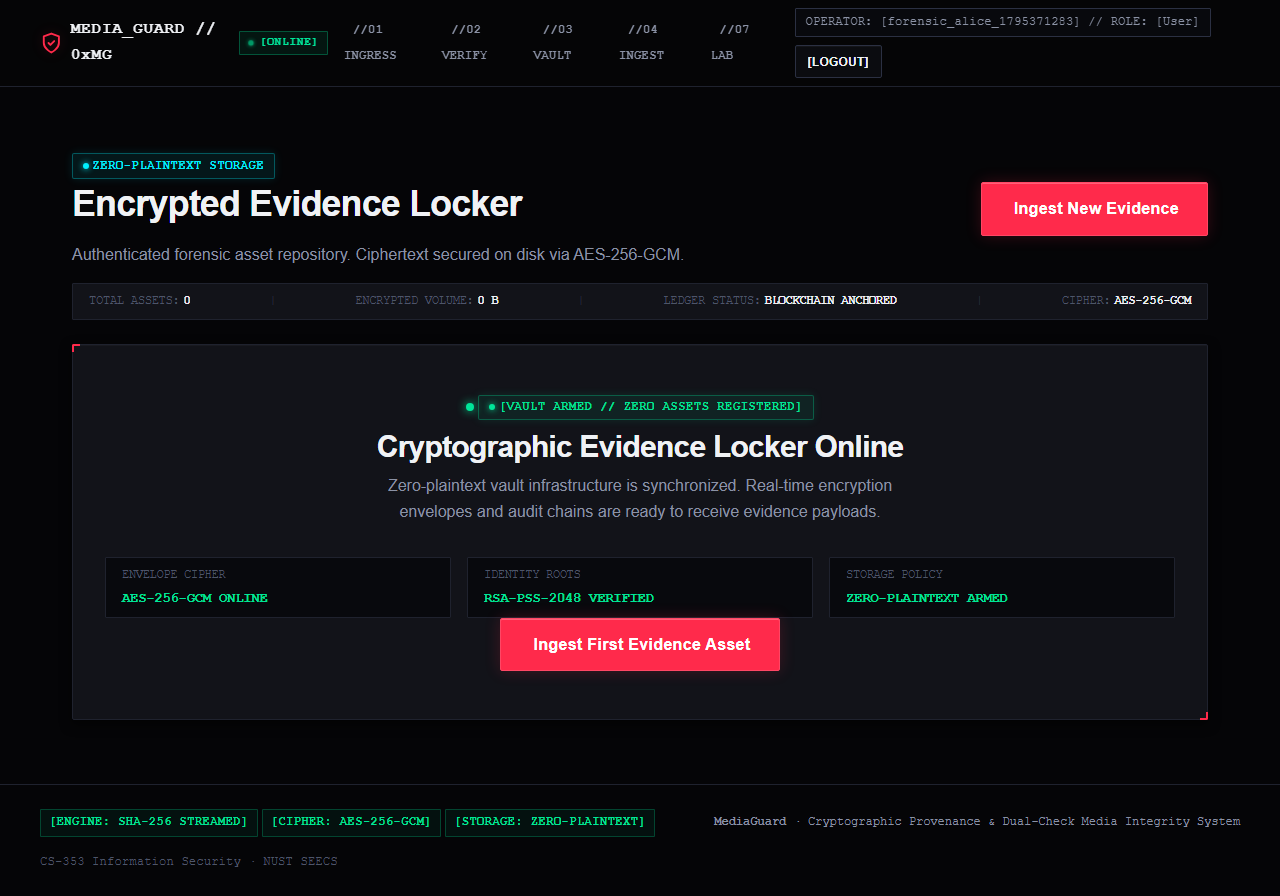 MEDIA_GUARD //
0xMG
[ONLINE]
//01
INGRESS
//02
VERIFY
//03
VAULT
//04
INGEST
//07
LAB
OPERATOR: [forensic_alice_1795371283] // ROLE: [User]
[LOGOUT]
ZERO-PLAINTEXT STORAGE
Encrypted Evidence Locker
Ingest New Evidence
Authenticated forensic asset repository. Ciphertext secured on disk via AES-256-GCM.
TOTAL ASSETS: 0 | ENCRYPTED VOLUME: 0 B | LEDGER STATUS: BLOCKCHAIN ANCHORED | CIPHER: AES-256-GCM
[VAULT ARMED // ZERO ASSETS REGISTERED]
Cryptographic Evidence Locker Online
Zero-plaintext vault infrastructure is synchronized. Real-time encryption
envelopes and audit chains are ready to receive evidence payloads.
ENVELOPE CIPHER
AES-256-GCM ONLINE
IDENTITY ROOTS
RSA-PSS-2048 VERIFIED
STORAGE POLICY
ZERO-PLAINTEXT ARMED
Ingest First Evidence Asset
[ENGINE: SHA-256 STREAMED] [CIPHER: AES-256-GCM] [STORAGE: ZERO-PLAINTEXT]
MediaGuard · Cryptographic Provenance & Dual-Check Media Integrity System
CS-353 Information Security · NUST SEECS